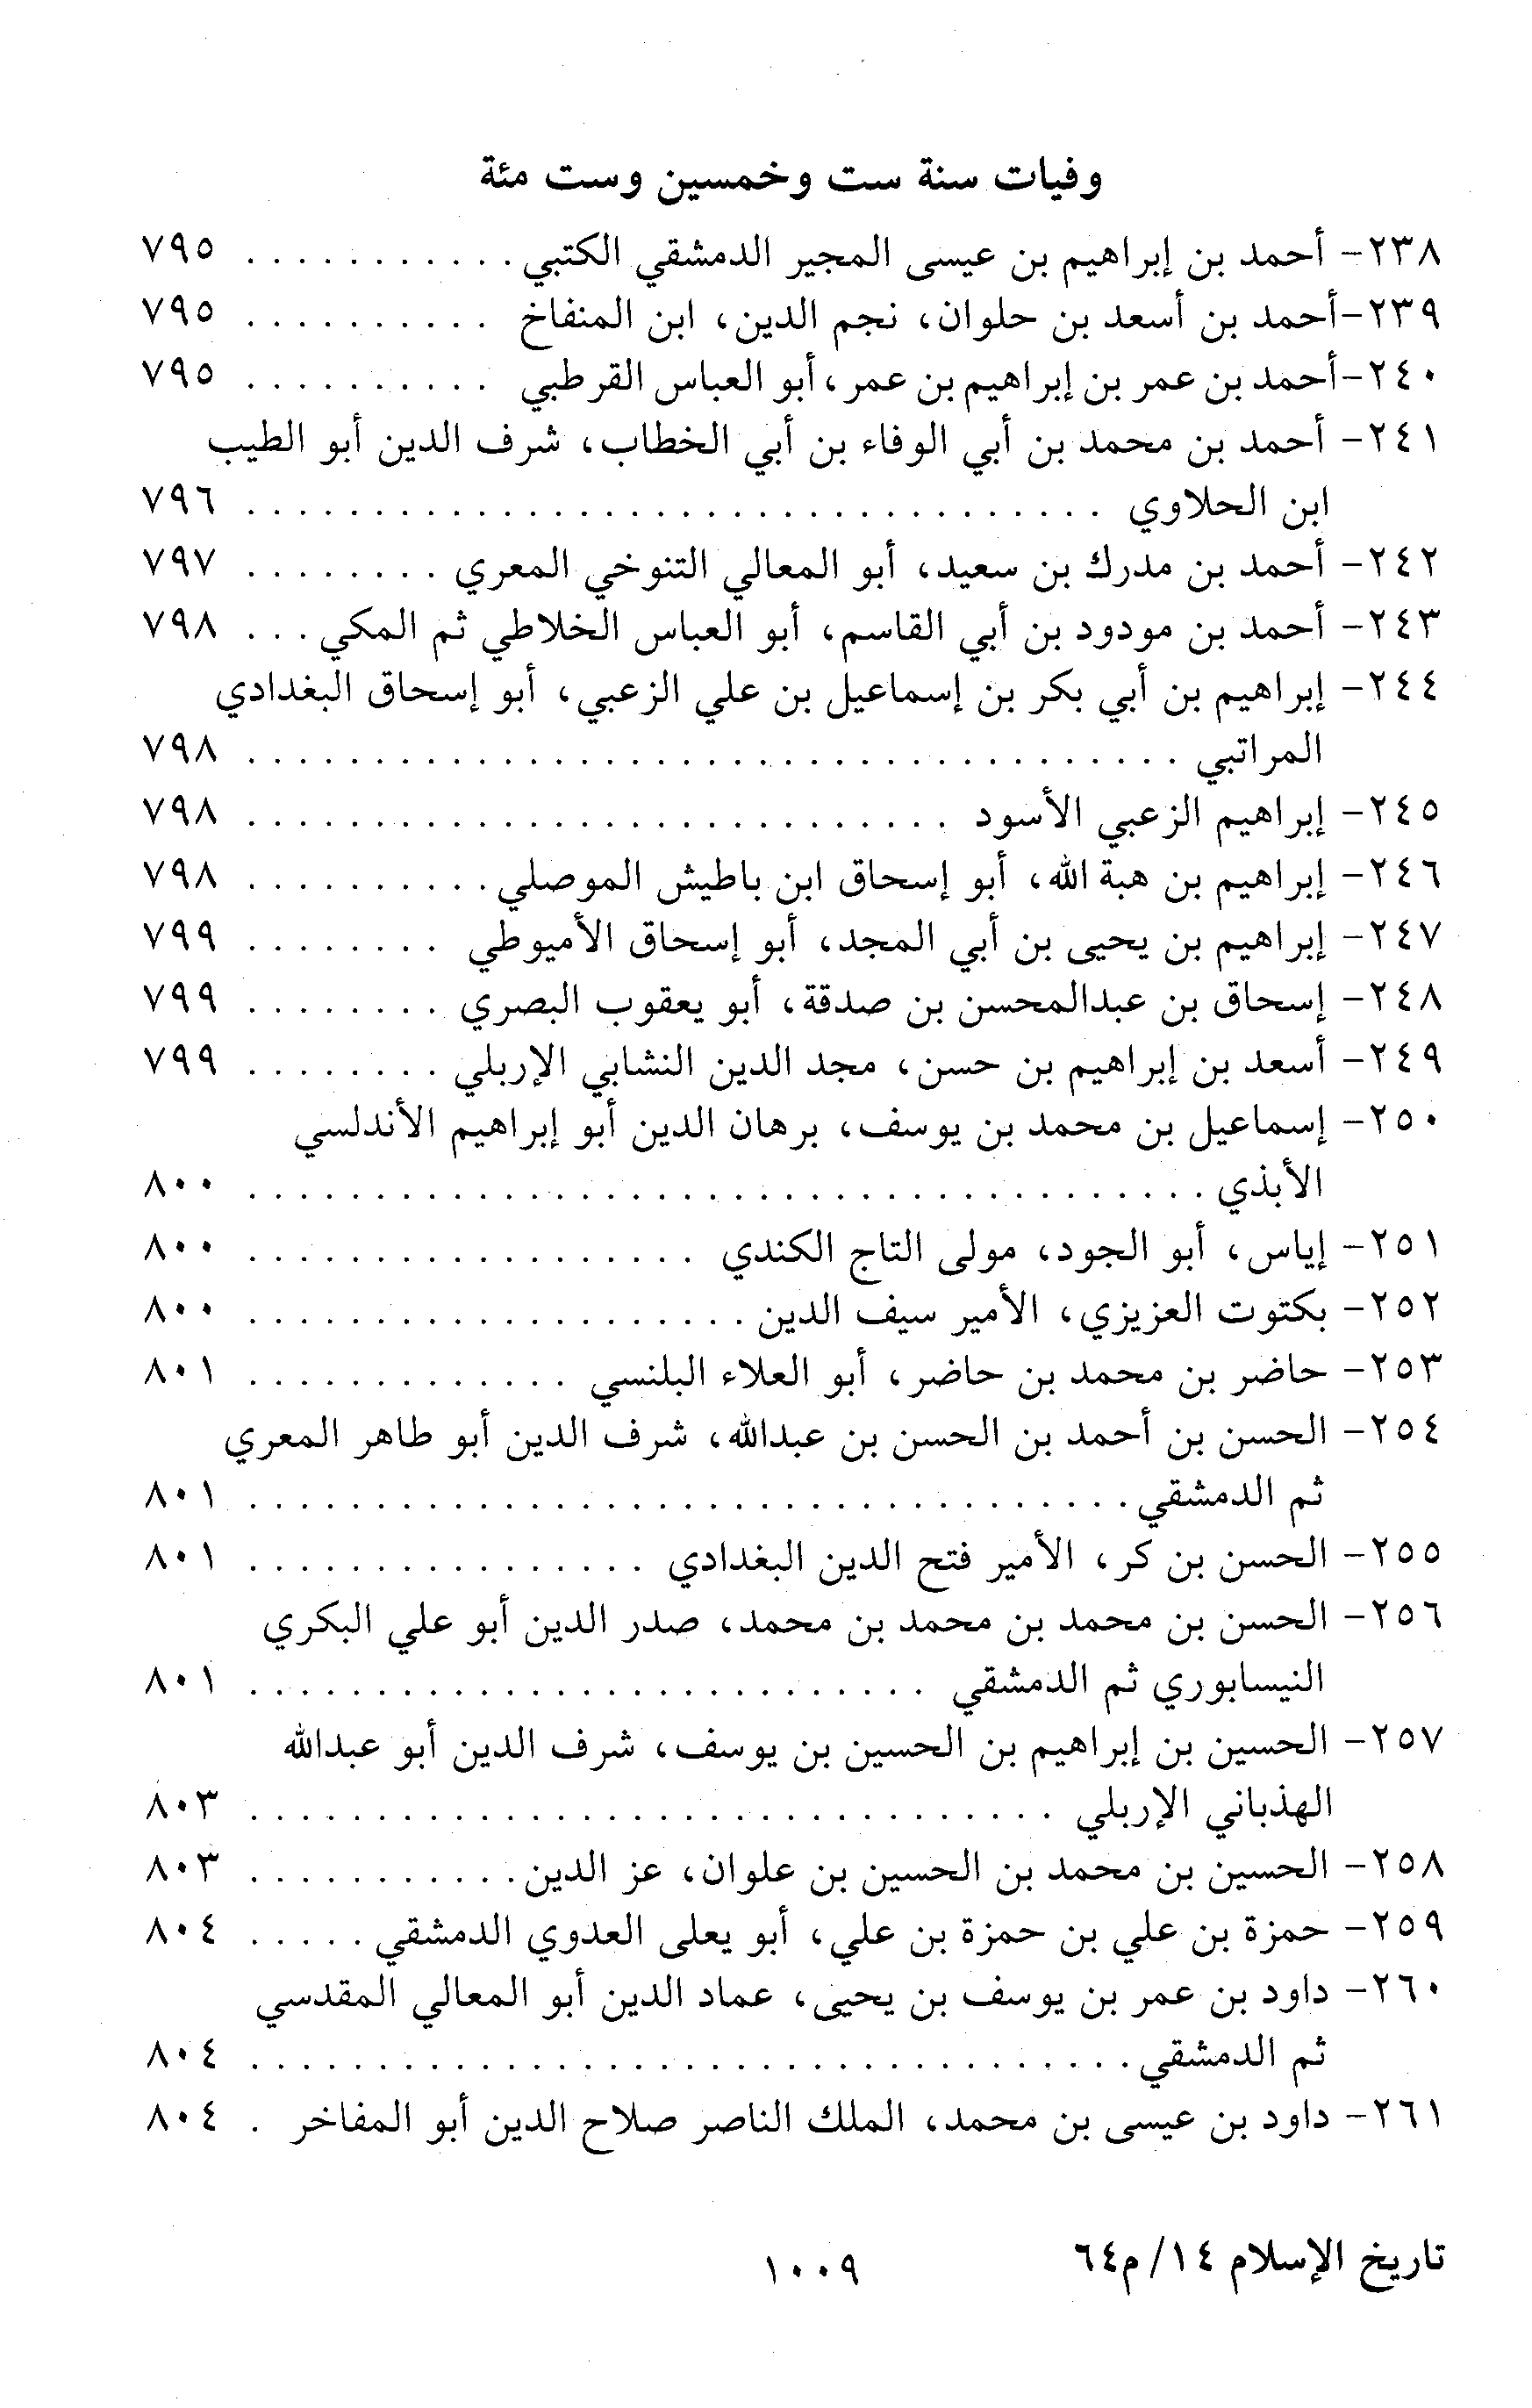 وفيات سنة ست وخمسين وست مئة
٢٣٨- أحمد بن إبراهيم بن عيسى المجير الدمشقي الكتبي . . . . . . . . . . . ٧٩٥
٢٣٩-أحمد بن أسعد بن حلوان، نجم الدين، ابن المنفاخ . . . . . . . . . . ٧٩٥
٢٤٠-أحمد بن عمر بن إبراهيم بن عمر، أبو العباس القرطبي . . . . . . . . . . ٧٩٥
٢٤١- أحمد بن محمد بن أبي الوفاء بن أبي الخطاب، شرف الدين أبو الطيب
ابن الحلاوي . . . . . . . . . . . . . . . . . . . . . . . . . . . . . . . . . . ٧٩٦
٢٤٢- أحمد بن مدرك بن سعيد، أبو المعالي التنوخي المعري . . . . . . . . ٧٩٧
٢٤٣- أحمد بن مودود بن أبي القاسم، أبو العباس الخلاطي ثم المكي . . . ٧٩٨
٢٤٤- إبراهيم بن أبي بكر بن إسماعيل بن علي الزعبي، أبو إسحاق البغدادي
المراتبي . . . . . . . . . . . . . . . . . . . . . . . . . . . . . . . . . . . . . ٧٩٨
٢٤٥- إبراهيم الزعبي الأسود . . . . . . . . . . . . . . . . . . . . . . . . . . . . ٧٩٨
٢٤٦- إبراهيم بن هبة الله، أبو إسحاق ابن باطيش الموصلي . . . . . . . . . . ٧٩٨
٢٤٧- إبراهيم بن يحيى بن أبي المجد، أبو إسحاق الأميوطي . . . . . . . . ٧٩٩
٢٤٨- إسحاق بن عبدالمحسن بن صدقة، أبو يعقوب البصري . . . . . . . . ٧٩٩
٢٤٩- أسعد بن إبراهيم بن حسن، مجد الدين النشابي الإربلي . . . . . . . . ٧٩٩
٢٥٠- إسماعيل بن محمد بن يوسف، برهان الدين أبو إبراهيم الأندلسي
الأبذي . . . . . . . . . . . . . . . . . . . . . . . . . . . . . . . . . . . . . . ٨٠٠
٢٥١- إياس، أبو الجود، مولى التاج الكندي . . . . . . . . . . . . . . . . . . ٨٠٠
٢٥٢- بكتوت العزيزي، الأمير سيف الدين . . . . . . . . . . . . . . . . . . . . ٨٠٠
٢٥٣- حاضر بن محمد بن حاضر، أبو العلاء البلنسي . . . . . . . . . . . . . ٨٠١
٢٥٤- الحسن بن أحمد بن الحسن بن عبدالله، شرف الدين أبو طاهر المعري
ثم الدمشقي . . . . . . . . . . . . . . . . . . . . . . . . . . . . . . . . . . . ٨٠١
٢٥٥- الحسن بن كر، الأمير فتح الدين البغدادي . . . . . . . . . . . . . . . . ٨٠١
٢٥٦- الحسن بن محمد بن محمد بن محمد، صدر الدين أبو علي البكري
النيسابوري ثم الدمشقي . . . . . . . . . . . . . . . . . . . . . . . . . . . ٨٠١
٢٥٧- الحسين بن إبراهيم بن الحسين بن يوسف، شرف الدين أبو عبدالله
الهذباني الإربلي . . . . . . . . . . . . . . . . . . . . . . . . . . . . . . . . ٨٠٣
٢٥٨- الحسين بن محمد بن الحسين بن علوان، عز الدين . . . . . . . . . . . ٨٠٣
٢٥٩- حمزة بن علي بن حمزة بن علي، أبو يعلى العدوي الدمشقي . . . . . ٨٠٤
٢٦٠- داود بن عمر بن يوسف بن يحيى، عماد الدين أبو المعالي المقدسي
ثم الدمشقي . . . . . . . . . . . . . . . . . . . . . . . . . . . . . . . . . . . ٨٠٤
٢٦١- داود بن عيسى بن محمد، الملك الناصر صلاح الدين أبو المفاخر . ٨٠٤
تاريخ الإسلام ١٤/ م٦٤
١٠٠٩